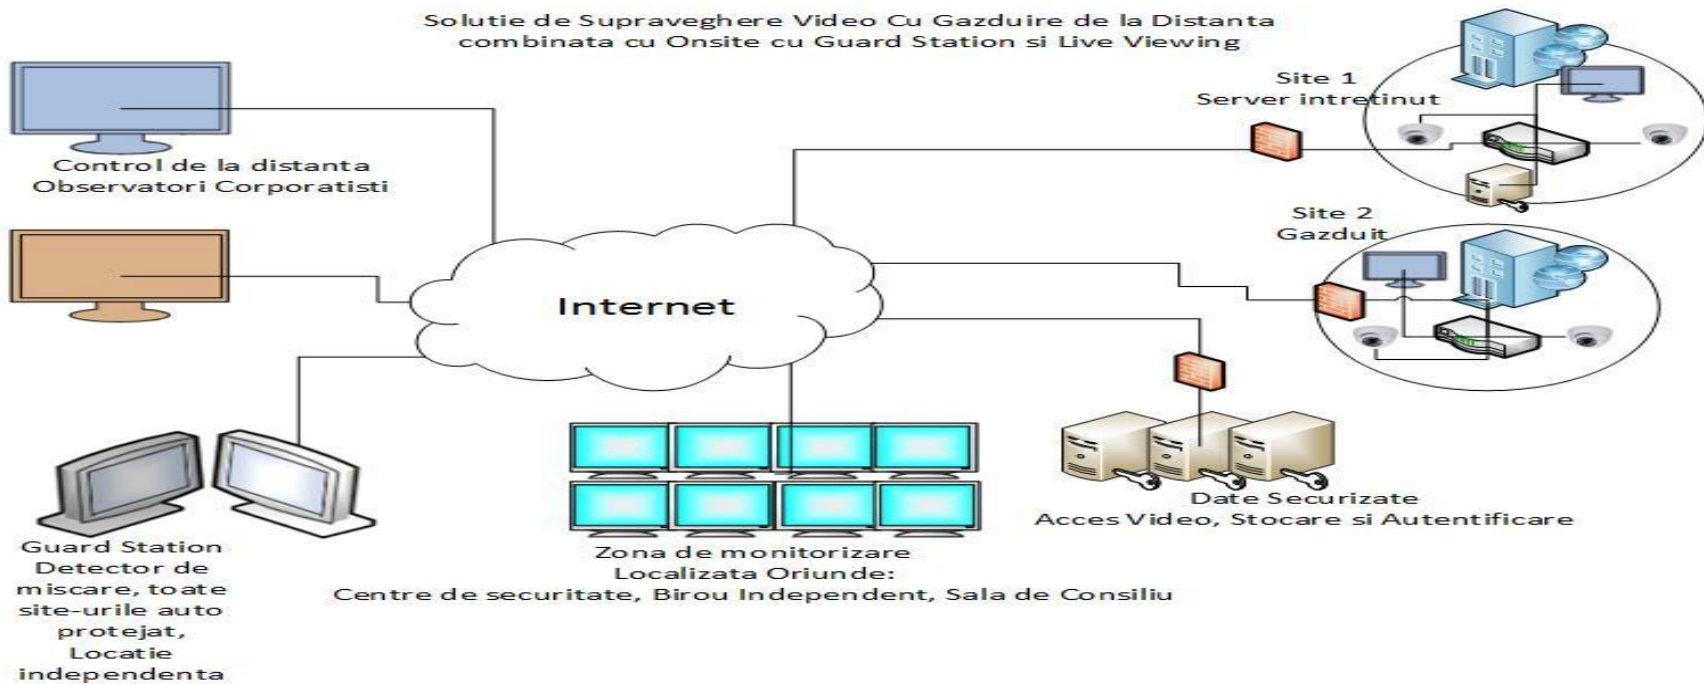 Solutie de Supraveghere Video Cu Gazduire de la Distanta
combinata cu Onsite cu Guard Station si Live Viewing
Site 1
Server intretinut
Control de la distanta
Observatori Corporatisti
Site 2
Gazduit
Internet
Date Securizate
Acces Video, Stocare si Autentificare
Guard Station
Detector de
miscare, toate
site-urile auto
protejat,
Locatie
independenta
Zona de monitorizare
Localizata Oriunde:
Centre de securitate, Birou Independent, Sala de Consiliu